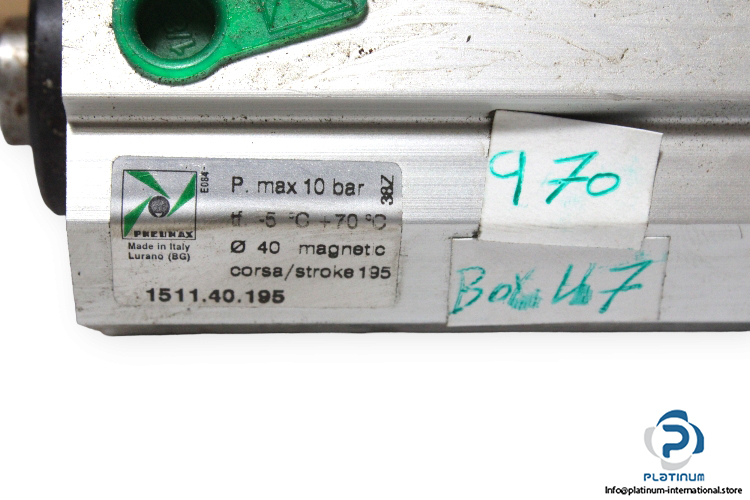 PNEUMAX
Made in Italy
Lurano (BG)
E084-
P. max 10 bar
38Z
-5 °C +70 °C
Ø 40 magnetic
corsa/stroke 195
1511.40.195
970
Box 47
PLATINUM
Info@platinum-international.store